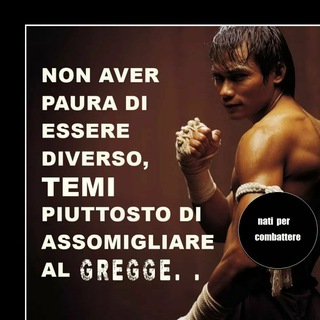 NON AVER
PAURA DI
ESSERE
DIVERSO,
TEMI
PIUTTOSTO DI
ASSOMIGLIARE
AL GREGGE. .
nati per
combattere